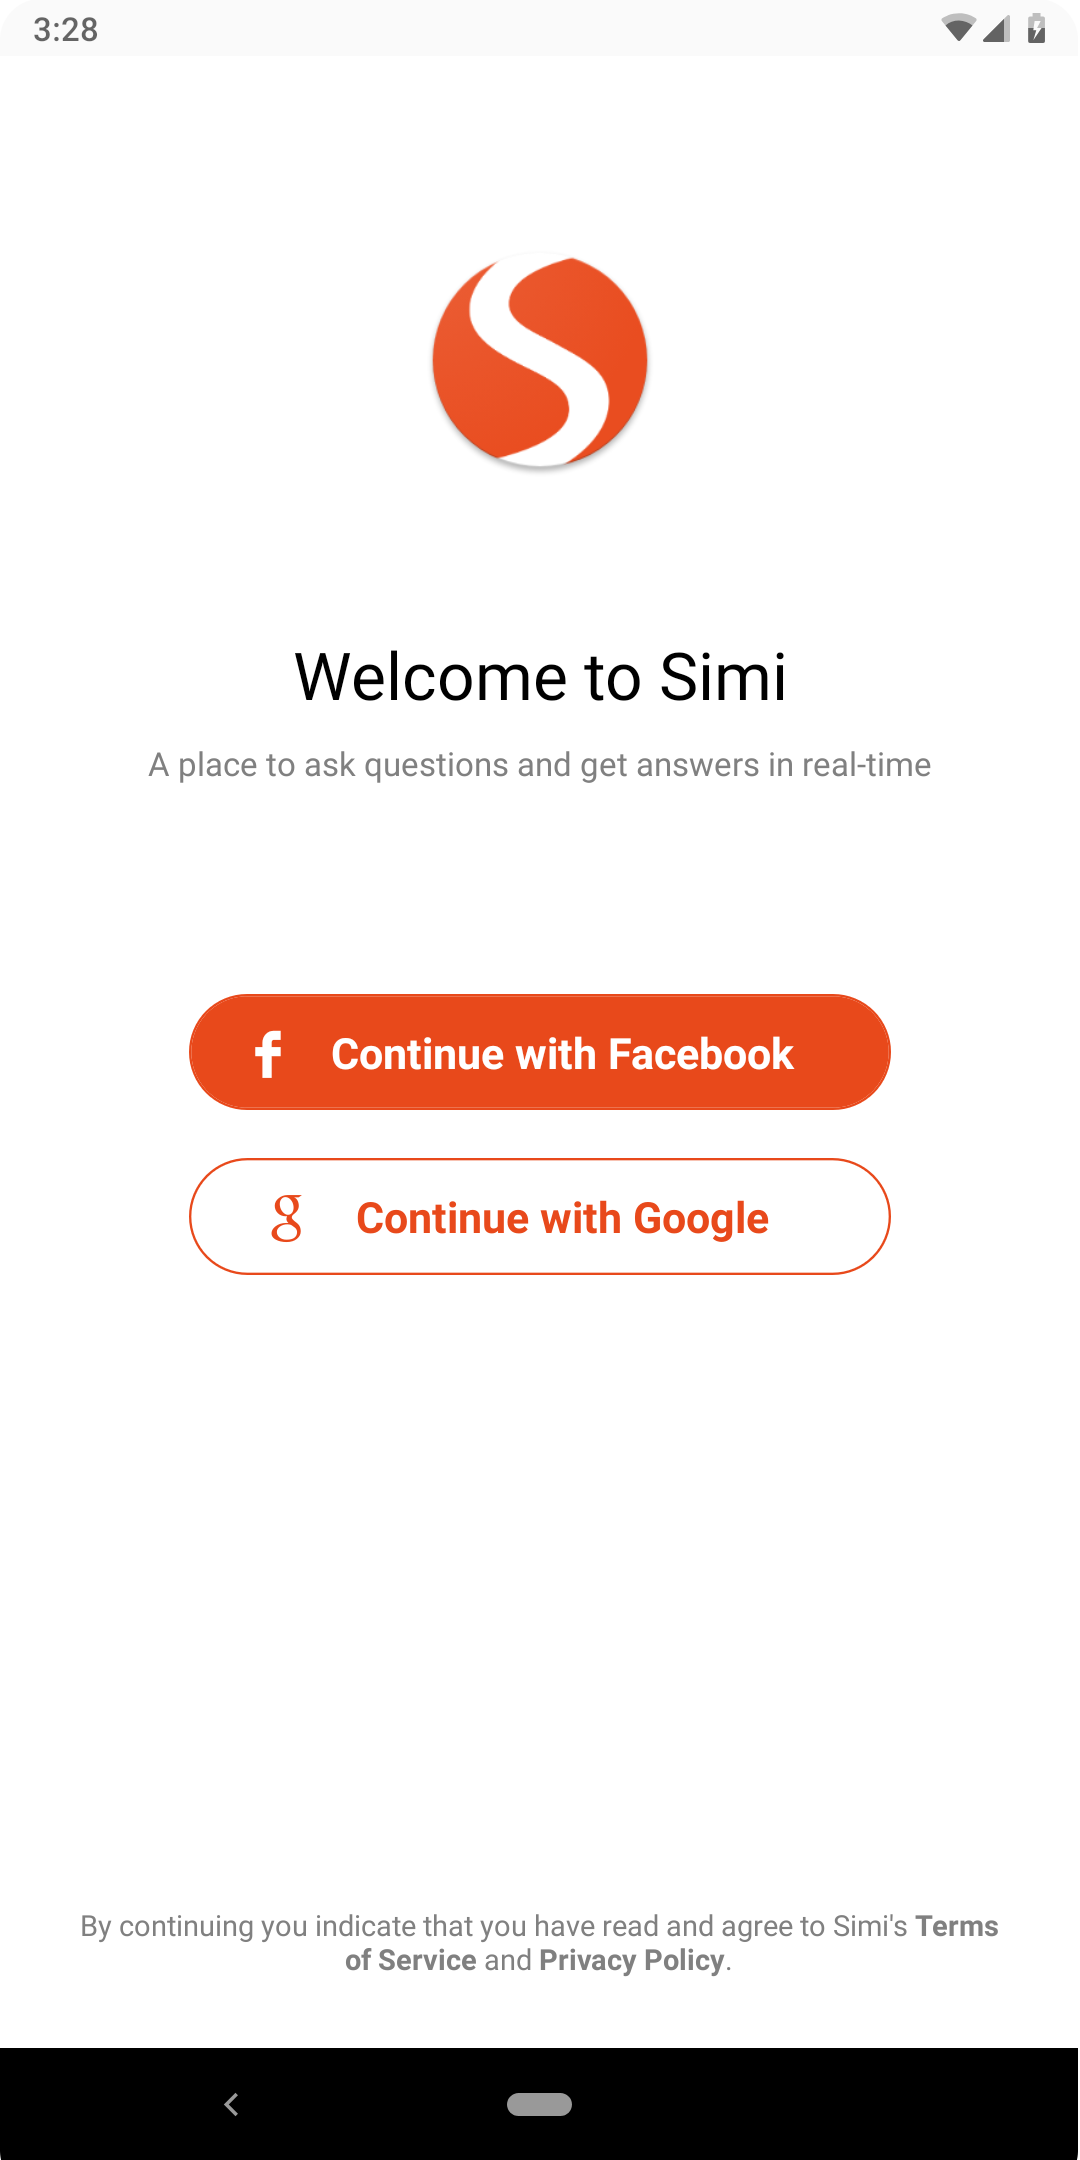 3:28
Welcome to Simi
A place to ask questions and get answers in real-time
f Continue with Facebook
g Continue with Google
By continuing you indicate that you have read and agree to Simi's Terms
of Service and Privacy Policy.